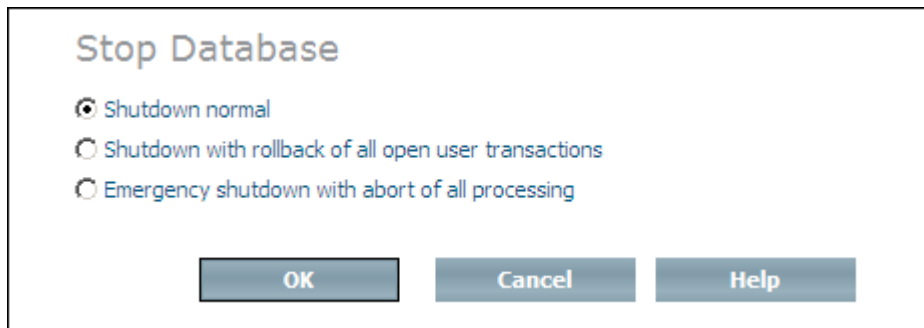 Stop Database
Shutdown normal
Shutdown with rollback of all open user transactions
Emergency shutdown with abort of all processing
OK Cancel Help